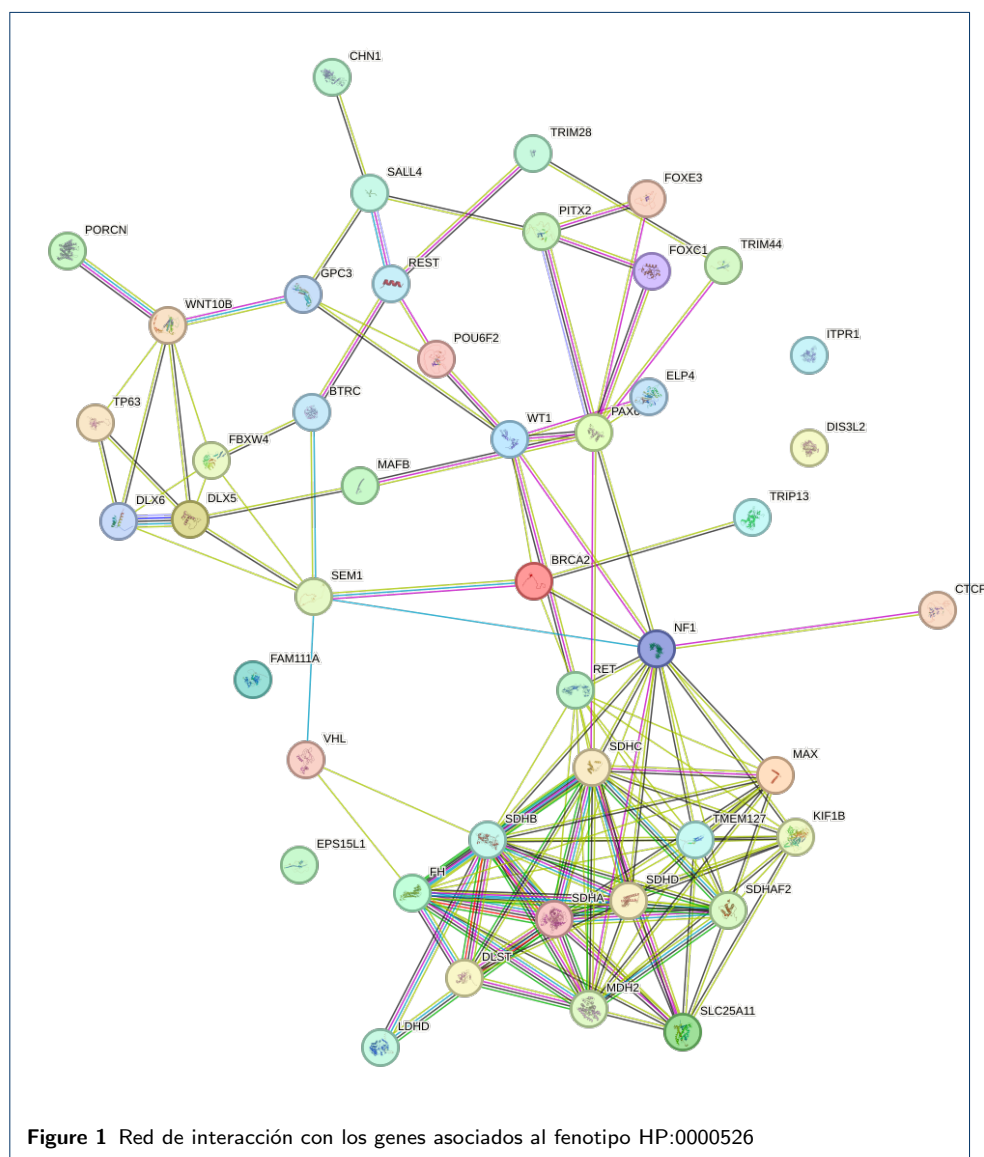 CHN1
TRIM28
SALL4
FOXE3
PITX2
PORCN
TRIM44
FOXC1
REST
GPC3
WNT10B
POU6F2
ITPR1
ELP4
BTRC
PAX6
TP63
WT1
FBXW4
DIS3L2
MAFB
DLX6
DLX5
TRIP13
BRCA2
SEM1
CTCF
NF1
FAM111A
RET
VHL
SDHC
MAX
SDHB
TMEM127
KIF1B
EPS15L1
FH
SDHD
SDHA
SDHAF2
DLST
MDH2
SLC25A11
LDHD
Figure 1 Red de interacción con los genes asociados al fenotipo HP:0000526